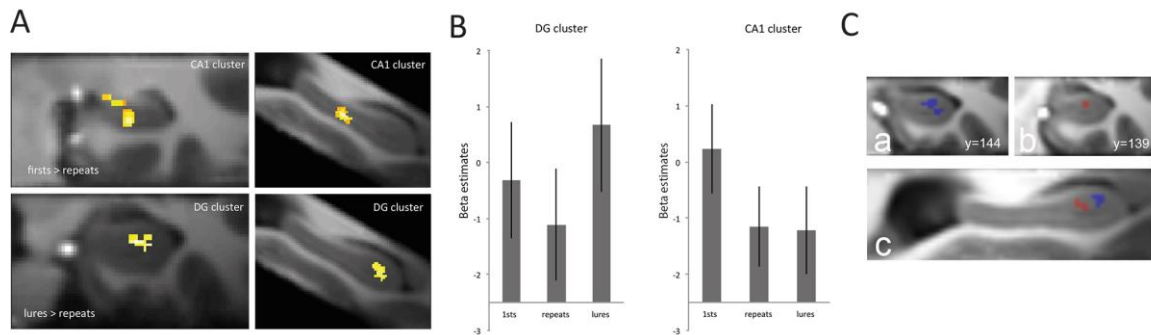 A
CA1 cluster
CA1 cluster
firsts > repeats
DG cluster
DG cluster
lures > repeats
B
DG cluster
Beta estimates
2
1
0
-1
-2
-3
1sts
repeats
lures
CA1 cluster
Beta estimates
2
1
0
-1
-2
-3
1sts
repeats
lures
C
a
y=144
b
y=139
c